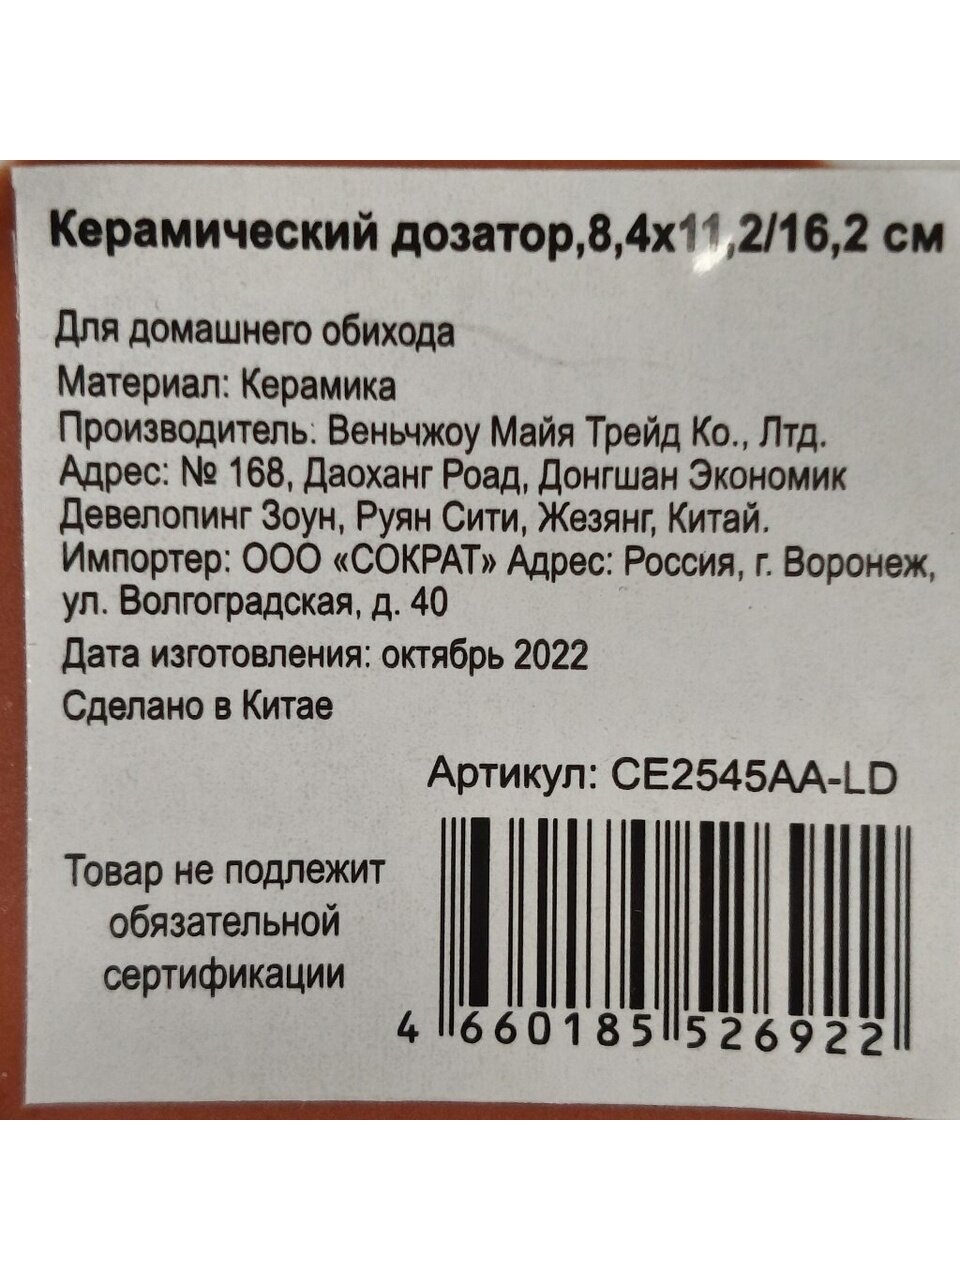 Керамический дозатор,8,4х11,2/16,2 см
Для домашнего обихода
Материал: Керамика
Производитель: Веньчжоу Майя Трейд Ко., Лтд.
Адрес: № 168, Даоханг Роад, Донгшан Экономик
Девелопинг Зоун, Руян Сити, Жезянг, Китай.
Импортер: ООО «СОКРАТ» Адрес: Россия, г. Воронеж,
ул. Волгоградская, д. 40
Дата изготовления: октябрь 2022
Сделано в Китае
Артикул: CE2545AA-LD
Товар не подлежит
обязательной
сертификации
4 660185 526922